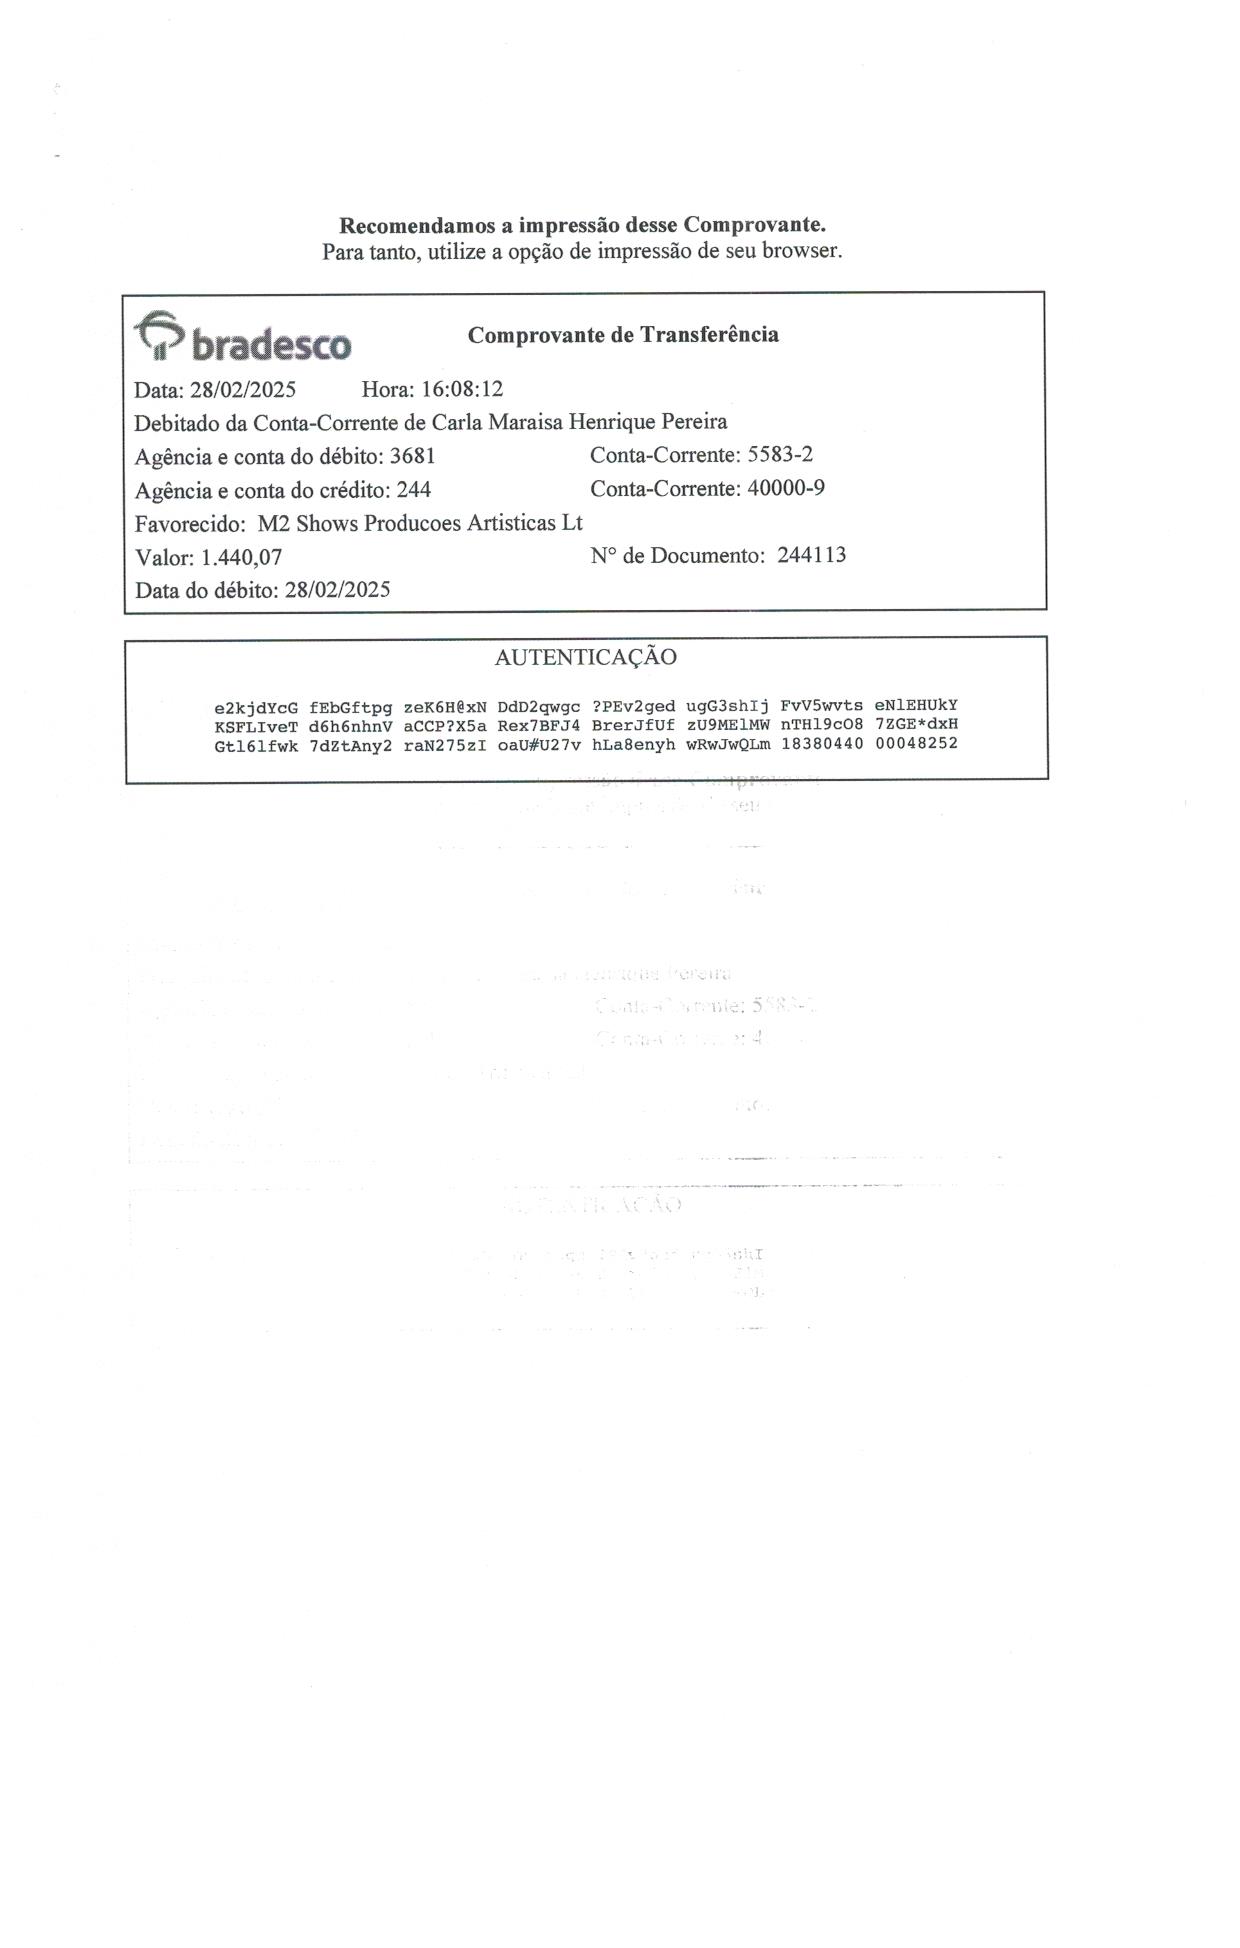 Recomendamos a impressão desse Comprovante.
Para tanto, utilize a opção de impressão de seu browser.
bradesco
Comprovante de Transferência
Data: 28/02/2025 Hora: 16:08:12
Debitado da Conta-Corrente de Carla Maraisa Henrique Pereira
Agência e conta do débito: 3681 Conta-Corrente: 5583-2
Agência e conta do crédito: 244 Conta-Corrente: 40000-9
Favorecido: M2 Shows Producoes Artisticas Lt
Valor: 1.440,07 N° de Documento: 244113
Data do débito: 28/02/2025
AUTENTICAÇÃO
e2kjdYcG fEbGftpg zeK6H@xN DdD2qwgc ?PEv2ged ugG3shIj FvV5wvts eNlEHUkY
KSFLIveT d6h6nhnV aCCP?X5a Rex7BFJ4 BrerJfUf zU9MElMW nTHl9cO8 7ZGE*dxH
Gtl6lfwk 7dZtAny2 raN275zI oaU#U27v hLa8enyh wRwJwQLm 18380440 00048252
Pereira
Conta-Corrente: 5583-2